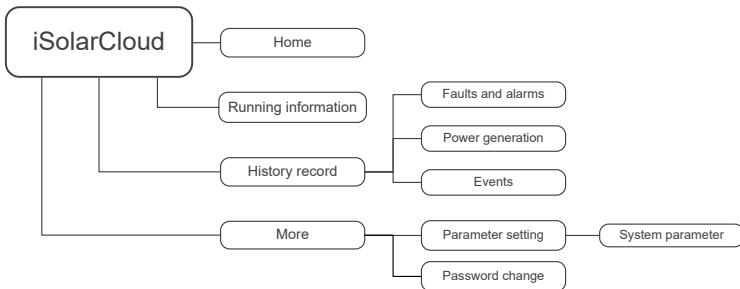 iSolarCloud
Home
Running information
History record
Faults and alarms
Power generation
Events
More
Parameter setting
System parameter
Password change